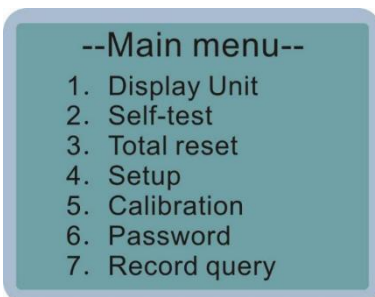 --Main menu--
1. Display Unit
2. Self-test
3. Total reset
4. Setup
5. Calibration
6. Password
7. Record query